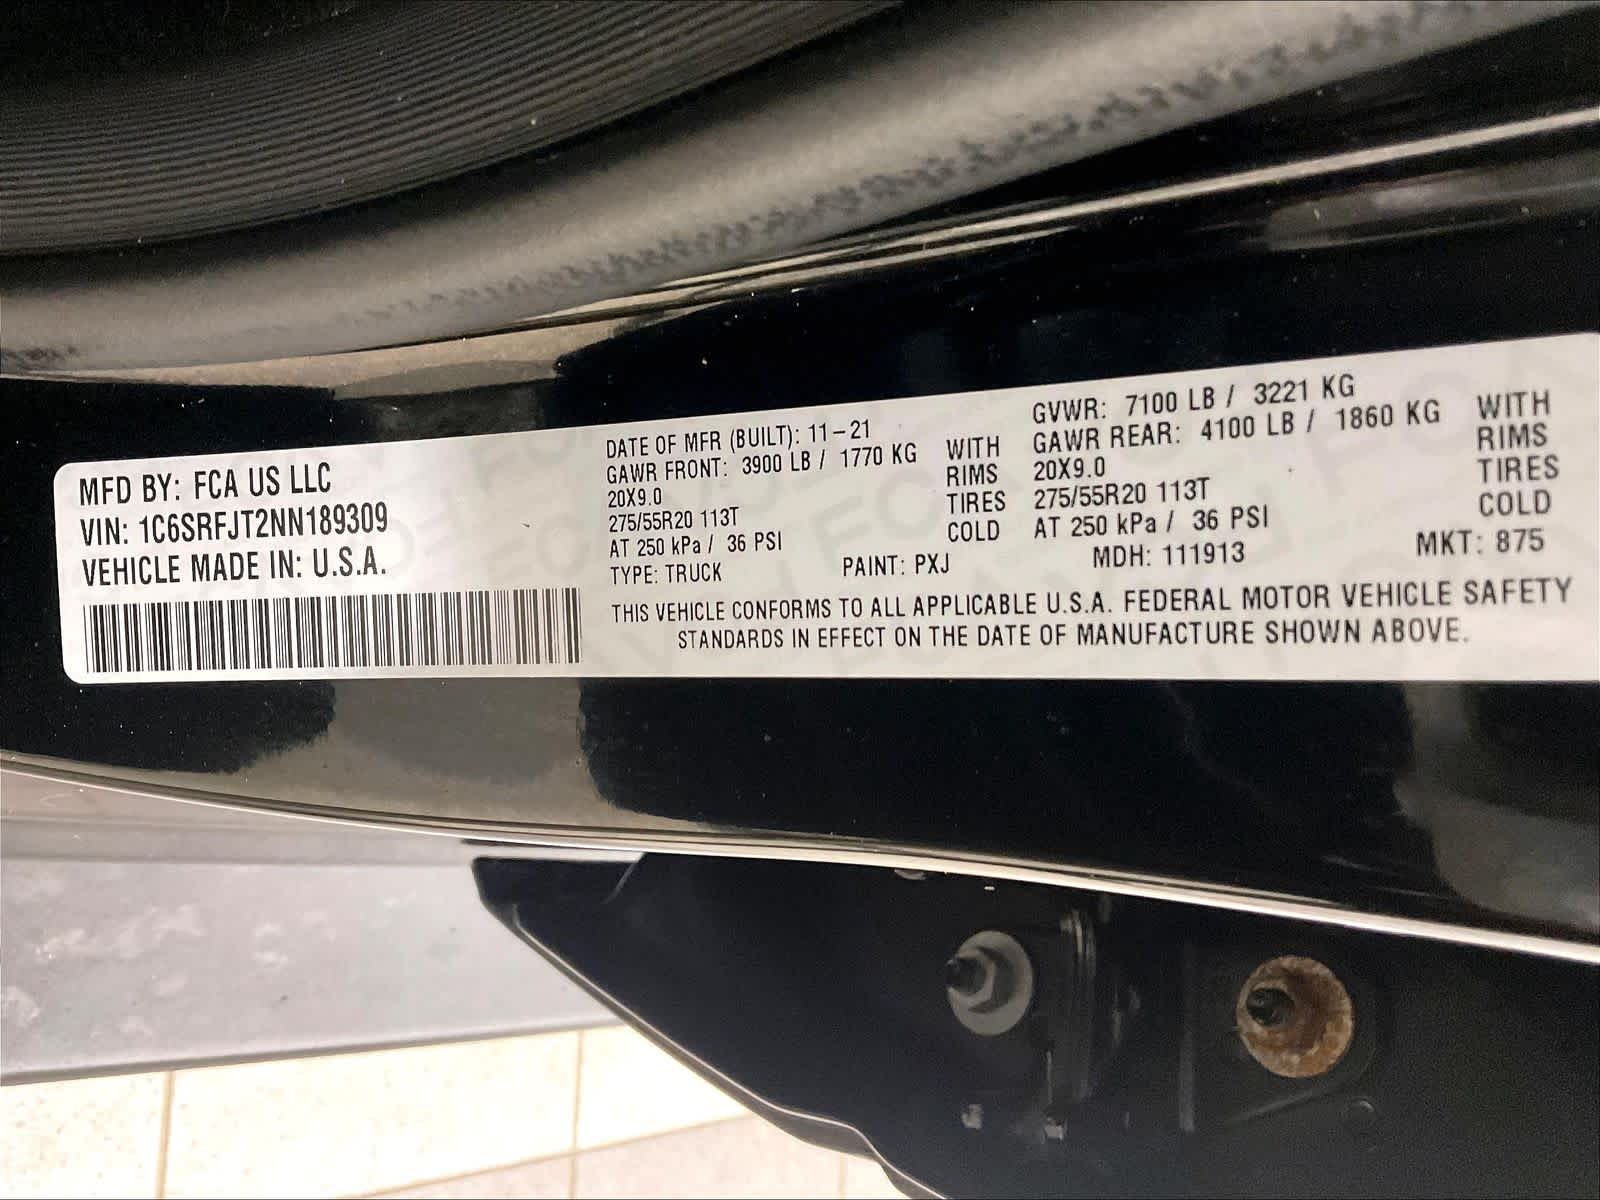 MFD BY: FCA US LLC
VIN: 1C6SRFJT2NN189309
VEHICLE MADE IN: U.S.A.
DATE OF MFR (BUILT): 11-21
GAWR FRONT: 3900 LB / 1770 KG WITH
20X9.0 RIMS
275/55R20 113T TIRES
AT 250 kPa / 36 PSI COLD
GVWR: 7100 LB / 3221 KG
GAWR REAR: 4100 LB / 1860 KG WITH
20X9.0 RIMS
275/55R20 113T TIRES
AT 250 kPa / 36 PSI COLD
TYPE: TRUCK PAINT: PXJ MDH: 111913 MKT: 875
THIS VEHICLE CONFORMS TO ALL APPLICABLE U.S.A. FEDERAL MOTOR VEHICLE SAFETY
STANDARDS IN EFFECT ON THE DATE OF MANUFACTURE SHOWN ABOVE.